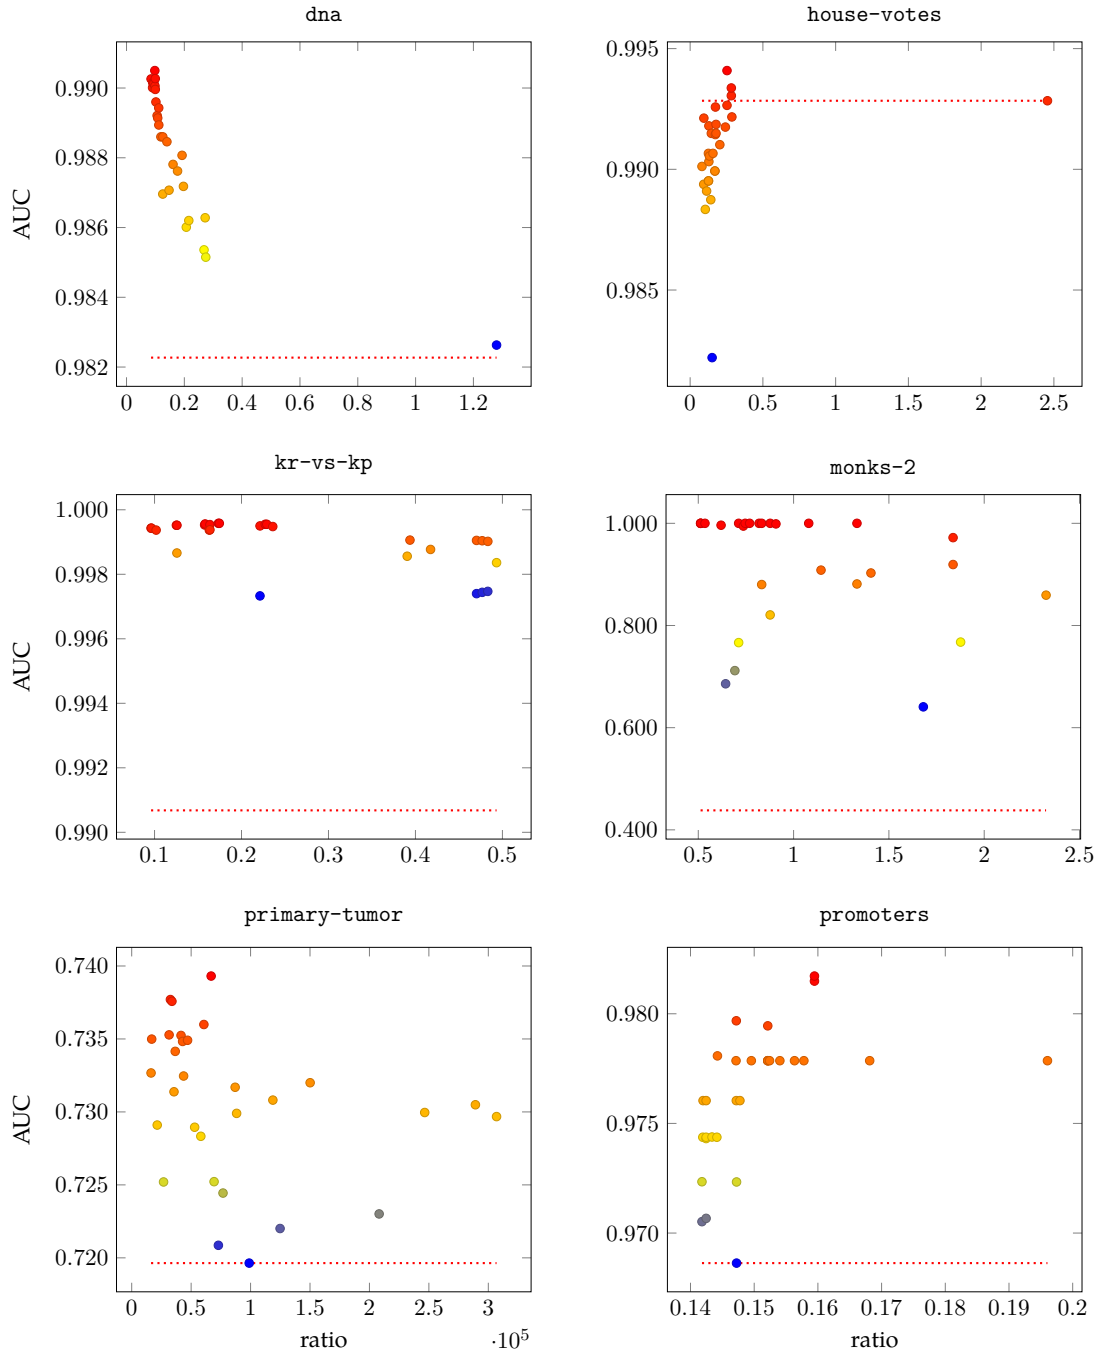 dna
house-votes
0.990
0.988
0.986
0.984
0.982
AUC
0 0.2 0.4 0.6 0.8 1 1.2
0.995
0.990
0.985
0 0.5 1 1.5 2 2.5
kr-vs-kp
monks-2
1.000
0.998
0.996
0.994
0.992
0.990
AUC
0.1 0.2 0.3 0.4 0.5
1.000
0.800
0.600
0.400
0.5 1 1.5 2 2.5
primary-tumor
promoters
0.740
0.735
0.730
0.725
0.720
AUC
0 0.5 1 1.5 2 2.5 3
ratio
·10^5
0.980
0.975
0.970
0.14 0.15 0.16 0.17 0.18 0.19 0.2
ratio